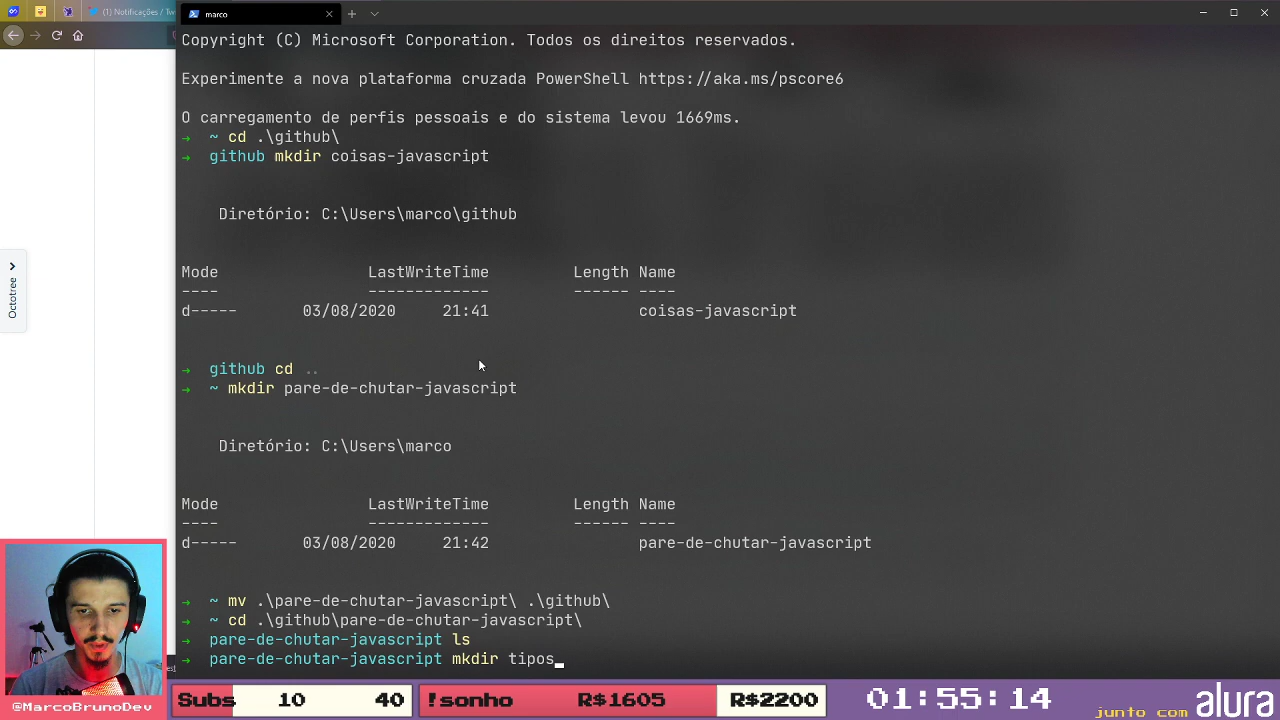 (1) Notificações / Tw
marco
Copyright (C) Microsoft Corporation. Todos os direitos reservados.
Experimente a nova plataforma cruzada PowerShell https://aka.ms/pscore6
O carregamento de perfis pessoais e do sistema levou 1669ms.
→ ~ cd .\github\
→ github mkdir coisas-javascript
Diretório: C:\Users\marco\github
Mode LastWriteTime Length Name
---- ------------- ------ ----
d----- 03/08/2020 21:41 coisas-javascript
→ github cd ..
→ ~ mkdir pare-de-chutar-javascript
Diretório: C:\Users\marco
Mode LastWriteTime Length Name
---- ------------- ------ ----
d----- 03/08/2020 21:42 pare-de-chutar-javascript
→ ~ mv .\pare-de-chutar-javascript\ .\github\
→ ~ cd .\github\pare-de-chutar-javascript\
→ pare-de-chutar-javascript ls
→ pare-de-chutar-javascript mkdir tipos_
Octotree
@MarcoBrunoDev
Subs 10 40
!sonho R$1605 R$2200
01:55:14
junto com alura